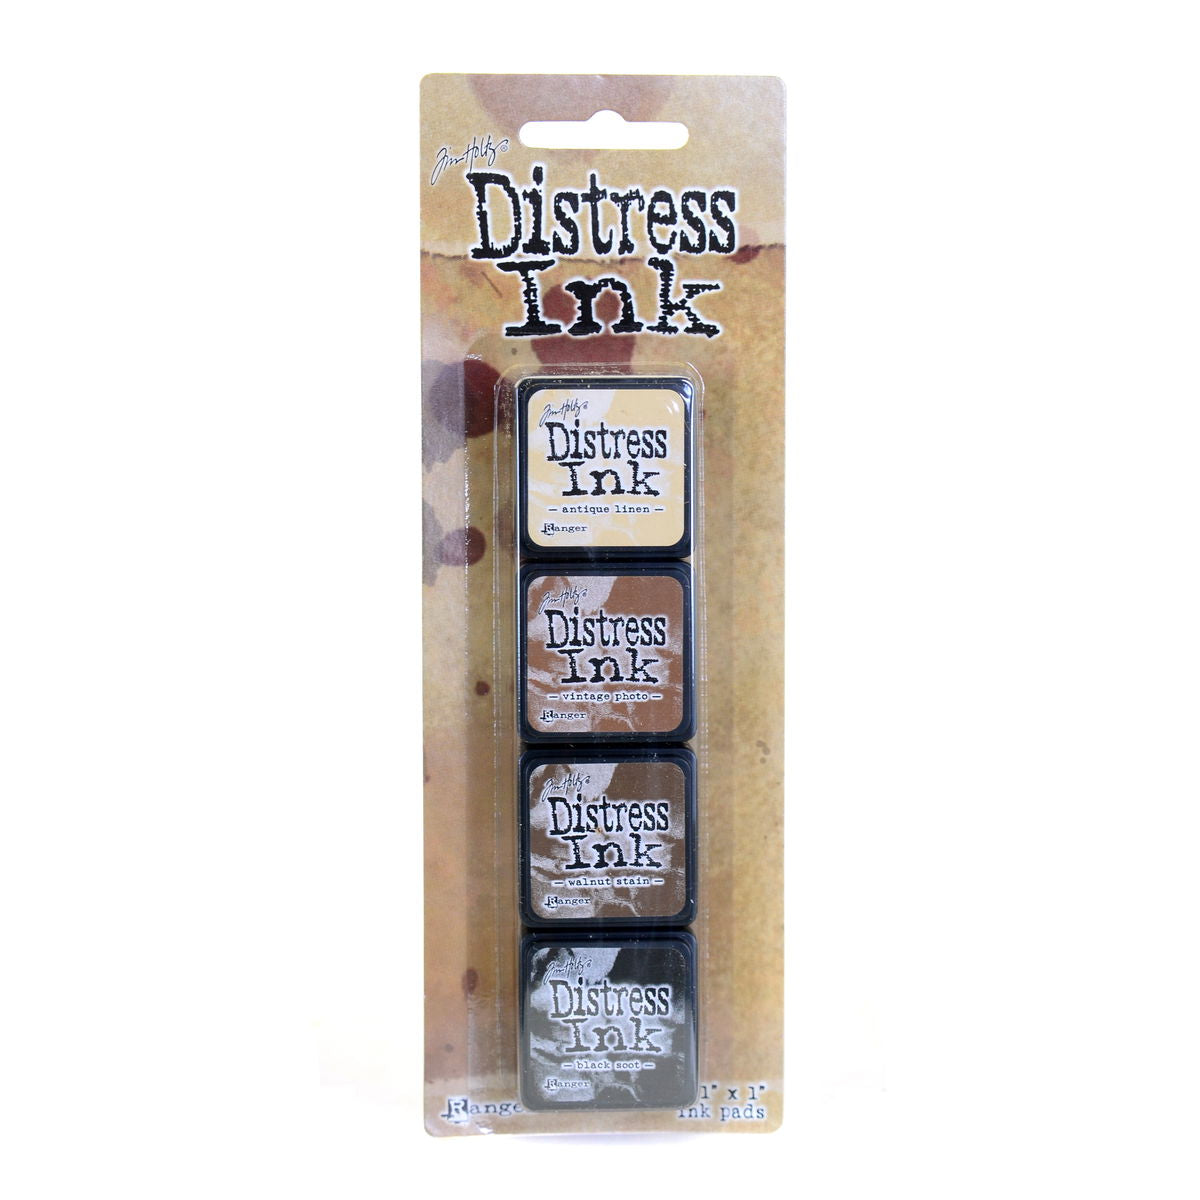 Tim Holtz®
Distress
Ink
Tim Holtz®
Distress
Ink
— antique linen —
Ranger
Tim Holtz®
Distress
Ink
— vintage photo —
Ranger
Tim Holtz®
Distress
Ink
— walnut stain —
Ranger
Tim Holtz®
Distress
Ink
— black soot —
Ranger
Range
1" x 1"
ink pads